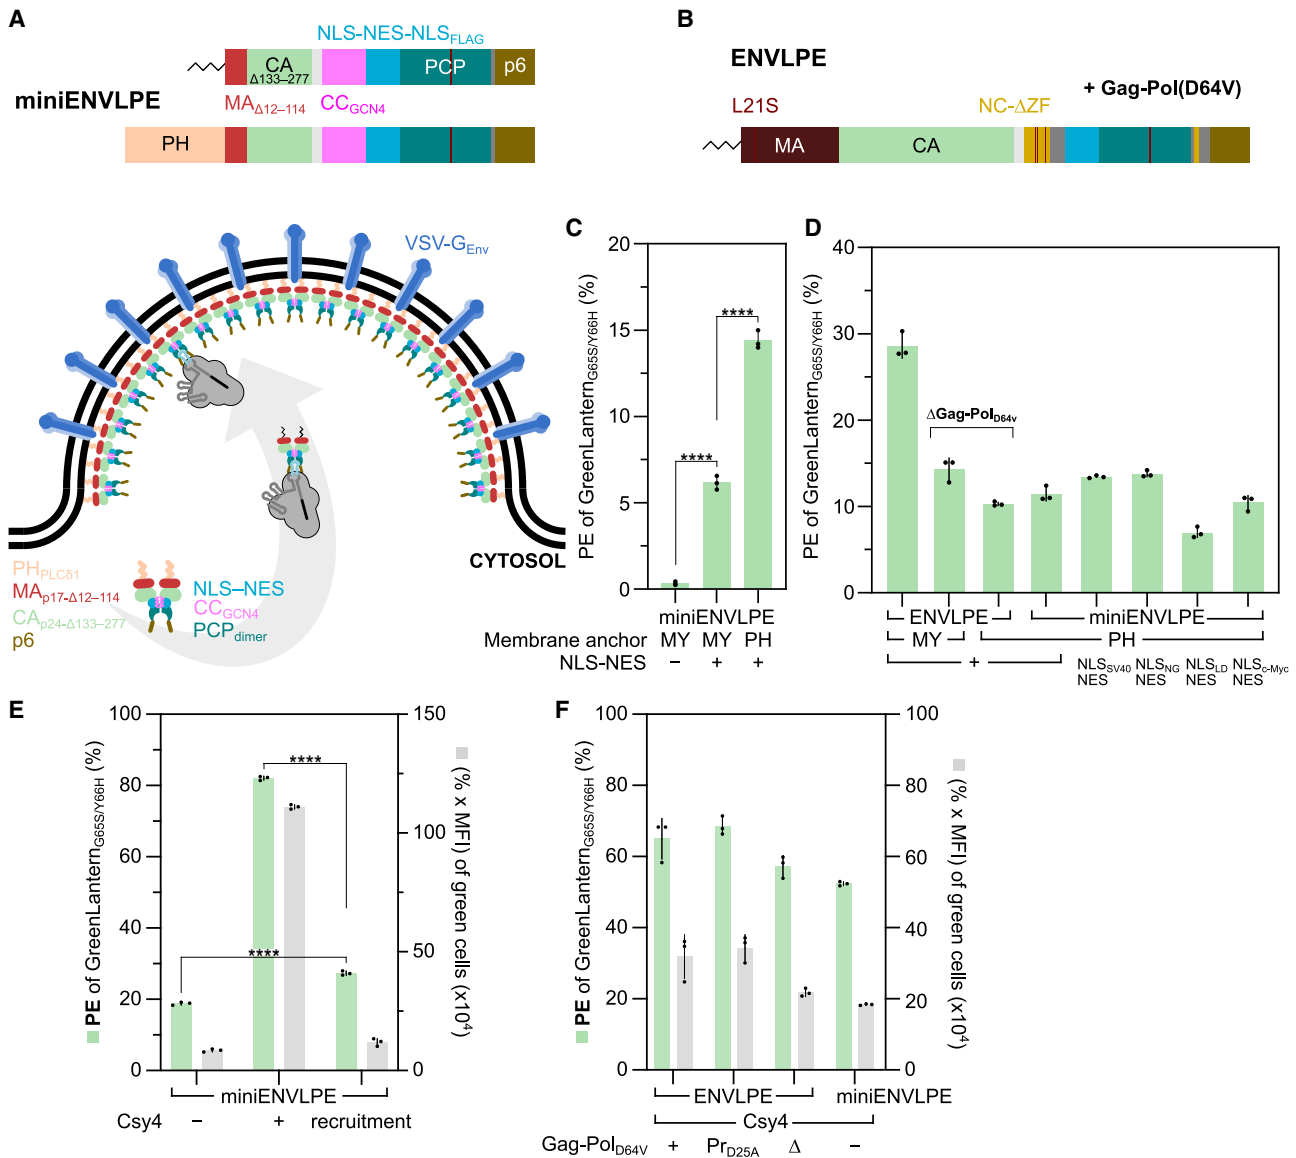 A
NLS-NES-NLSFLAG
CA
Δ133–277
PCP
p6
miniENVLPE
MAΔ12–114
CCGCN4
PH
B
ENVLPE
+ Gag-Pol(D64V)
L21S
NC-ΔZF
MA
CA
VSV-GEnv
CYTOSOL
PHPLCδ1
MAp17-Δ12–114
CAp24-Δ133–277
p6
NLS–NES
CCGCN4
PCPdimer
C
PE of GreenLanternG65S/Y66H (%)
20
15
10
5
0
****
****
miniENVLPE
Membrane anchor MY MY PH
NLS-NES − + +
D
PE of GreenLanternG65S/Y66H (%)
40
30
20
10
0
ΔGag-PolD64v
ENVLPE miniENVLPE
MY PH
+
NLSSV40 NLSNG NLSLD NLSc-Myc
NES NES NES NES
E
PE of GreenLanternG65S/Y66H (%)
100
80
60
40
20
0
****
****
150
100
50
0
(% x MFI) of
green cells (x10⁴)
miniENVLPE
Csy4 − + recruitment
F
PE of GreenLanternG65S/Y66H (%)
100
80
60
40
20
0
100
80
60
40
20
0
(% x MFI) of
green cells (x10⁴)
ENVLPE miniENVLPE
Csy4
Gag-PolD64V + PrD25A Δ −